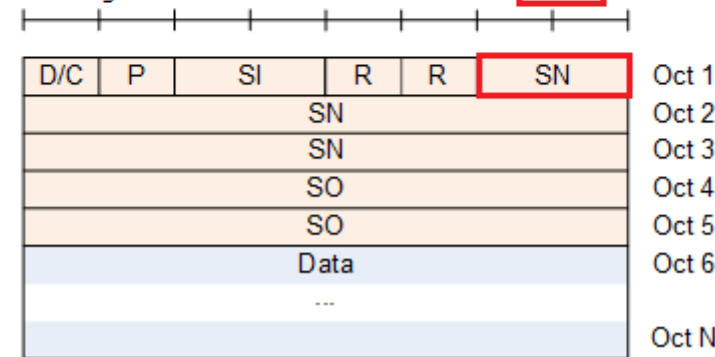 D/C P SI R R SN Oct 1
SN Oct 2
SN Oct 3
SO Oct 4
SO Oct 5
Data Oct 6
...
Oct N